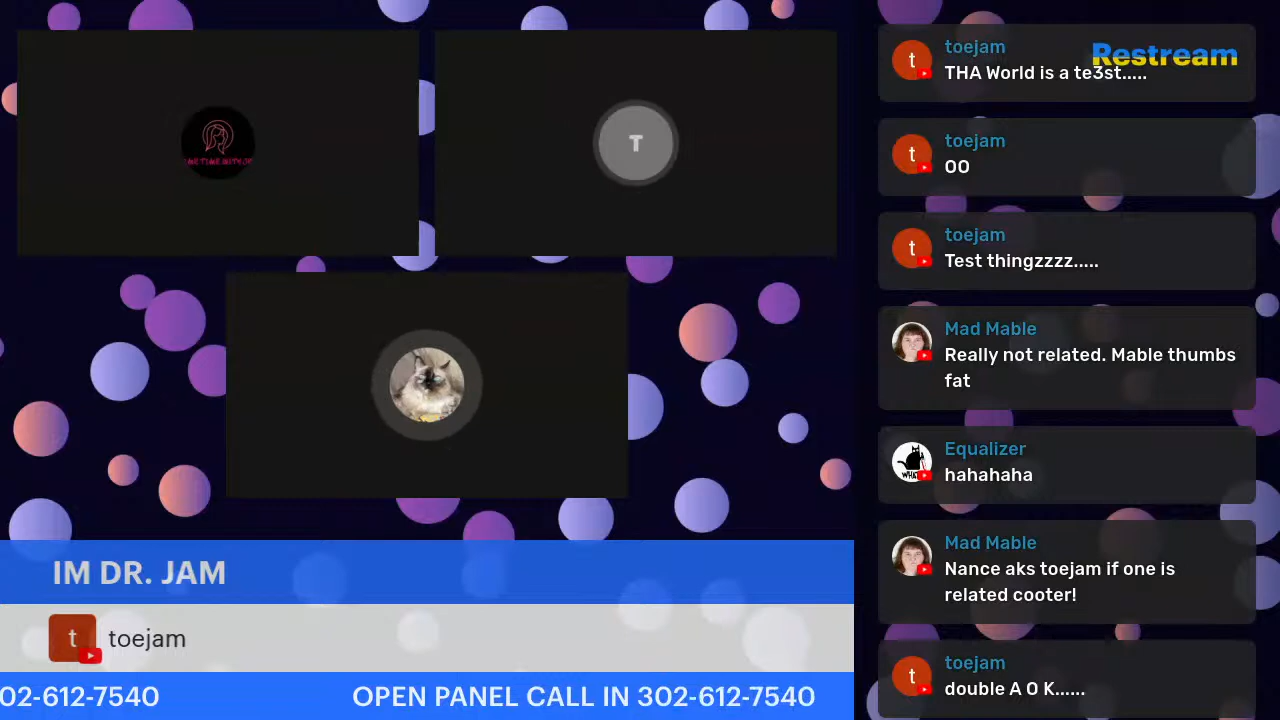 T
IM DR. JAM
t
toejam
02-612-7540
OPEN PANEL CALL IN 302-612-7540
Restream
t
toejam
THA World is a te3st.....
t
toejam
OO
t
toejam
Test thingzzzz.....
Mad Mable
Really not related. Mable thumbs
fat
Equalizer
hahahaha
Mad Mable
Nance aks toejam if one is
related cooter!
t
toejam
double A O K......